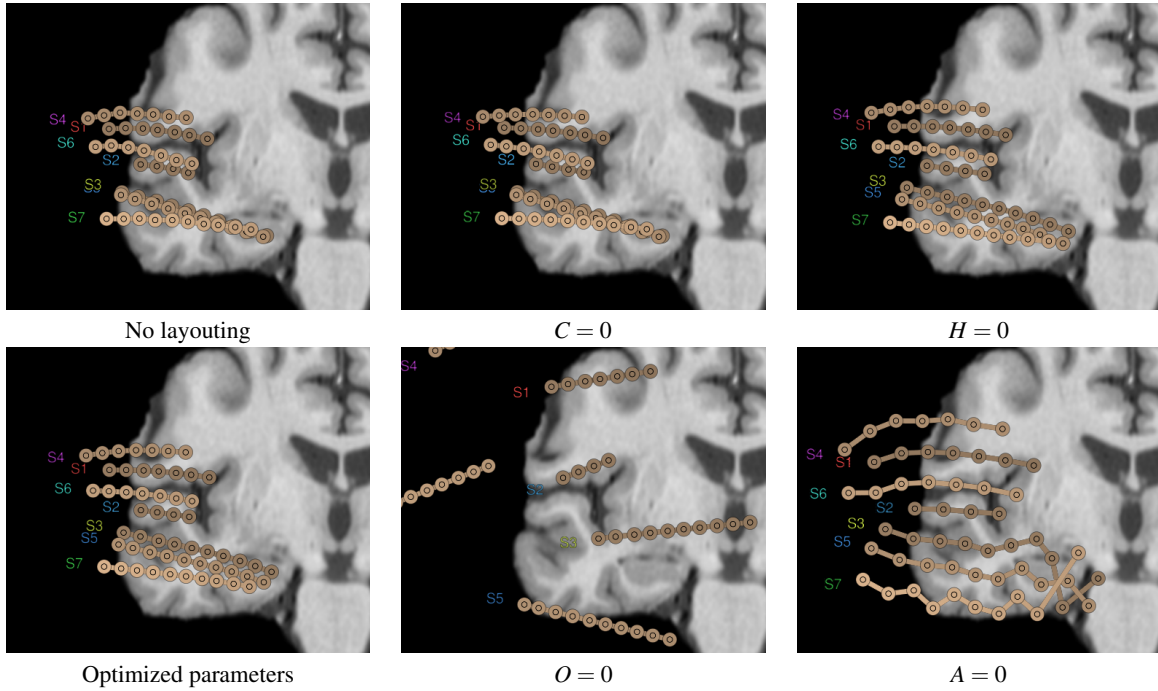 S4
S1
S6
S2
S3
S7
No layouting
S4
S1
S6
S2
S3
S7
C = 0
S4
S1
S6
S2
S3
S5
S7
H = 0
S4
S1
S6
S2
S3
S5
S7
Optimized parameters
S4
S1
S2
S3
S5
O = 0
S4
S1
S6
S2
S3
S5
S7
A = 0